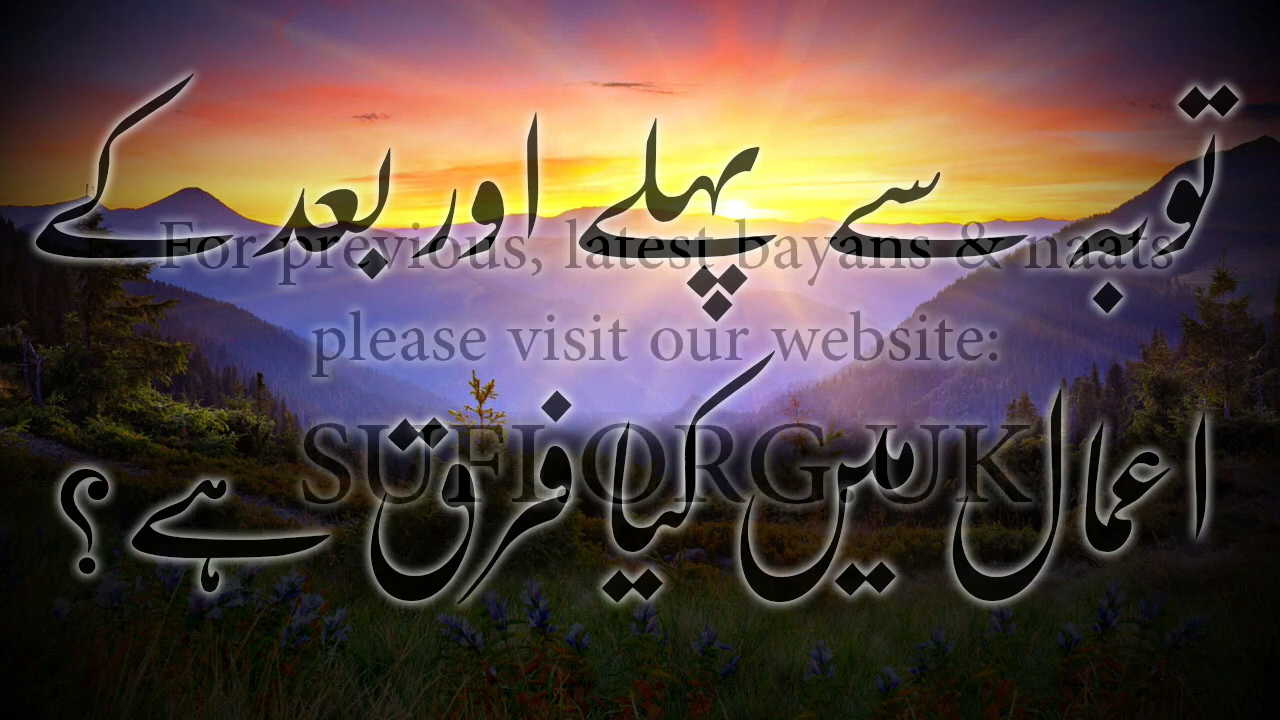 توبہ سے پہلے اور بعد کے
For previous, latest bayans & naats
please visit our website:
اعمال میں کیا فرق ہے؟
SUFI.ORG.UK